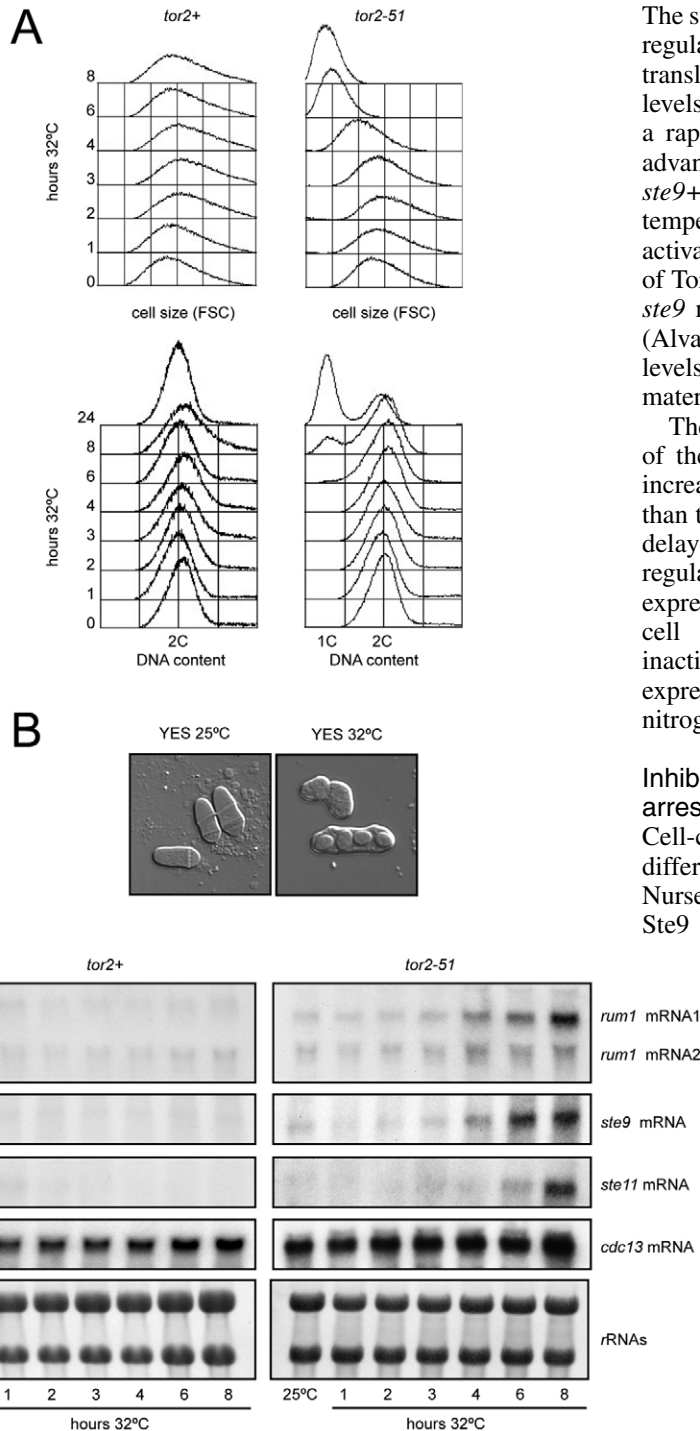 A
tor2+
tor2-51
8
6
4
3
2
1
0
hours 32ºC
cell size (FSC)
cell size (FSC)
24
8
6
4
3
2
1
0
hours 32ºC
2C
DNA content
1C 2C
DNA content
B
YES 25ºC
YES 32ºC
tor2+
tor2-51
rum1 mRNA1
rum1 mRNA2
ste9 mRNA
ste11 mRNA
cdc13 mRNA
rRNAs
1 2 3 4 6 8
25ºC 1 2 3 4 6 8
hours 32ºC
hours 32ºC
The s
regula
transl
levels
a rap
advan
ste9+
tempe
activa
of Tor
ste9 r
(Alva
levels
mater
The
of the
increa
than t
delay
regula
expre
cell
inacti
expre
nitrog
Inhib
arres
Cell-c
differ
Nurse
Ste9